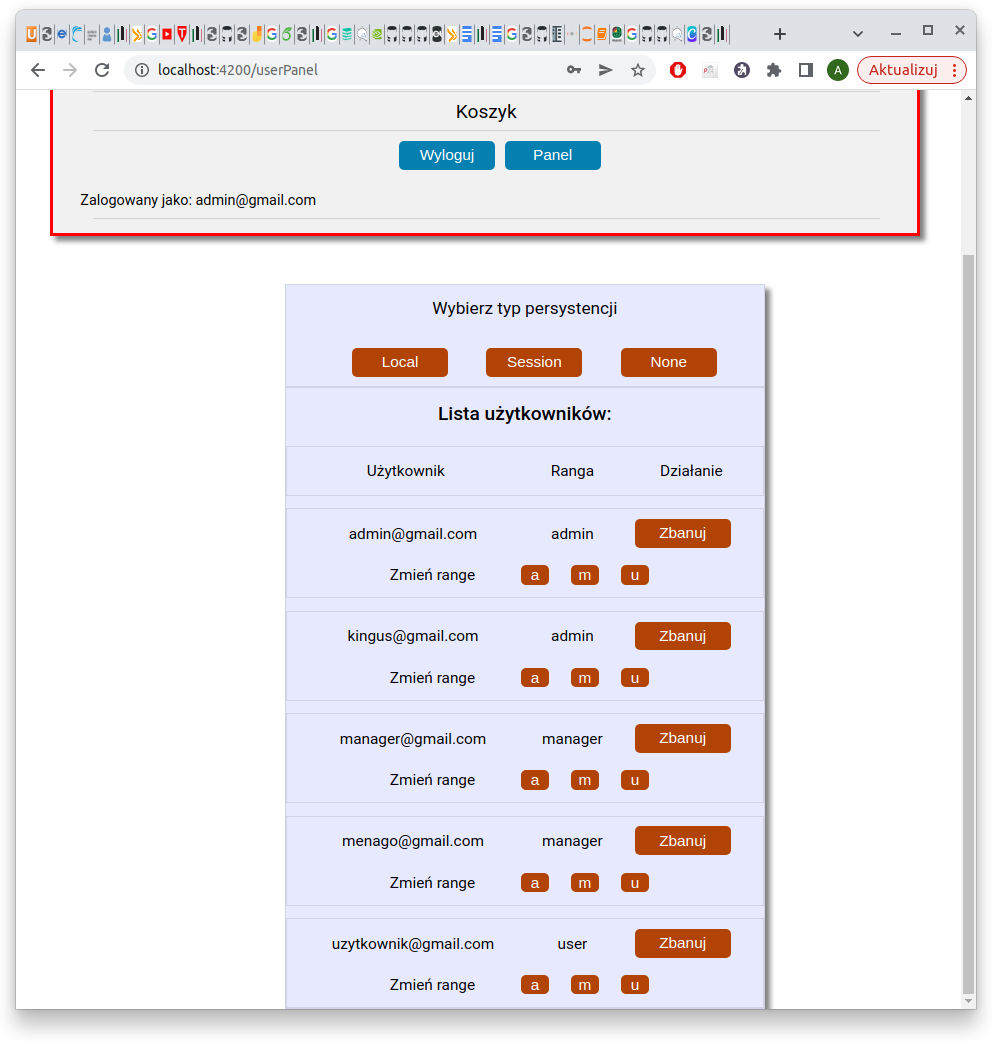 localhost:4200/userPanel
A
Aktualizuj
Koszyk
Wyloguj Panel
Zalogowany jako: admin@gmail.com
Wybierz typ persystencji
Local Session None
Lista użytkowników:
Użytkownik Ranga Działanie
admin@gmail.com admin Zbanuj
Zmień range a m u
kingus@gmail.com admin Zbanuj
Zmień range a m u
manager@gmail.com manager Zbanuj
Zmień range a m u
menago@gmail.com manager Zbanuj
Zmień range a m u
uzytkownik@gmail.com user Zbanuj
Zmień range a m u